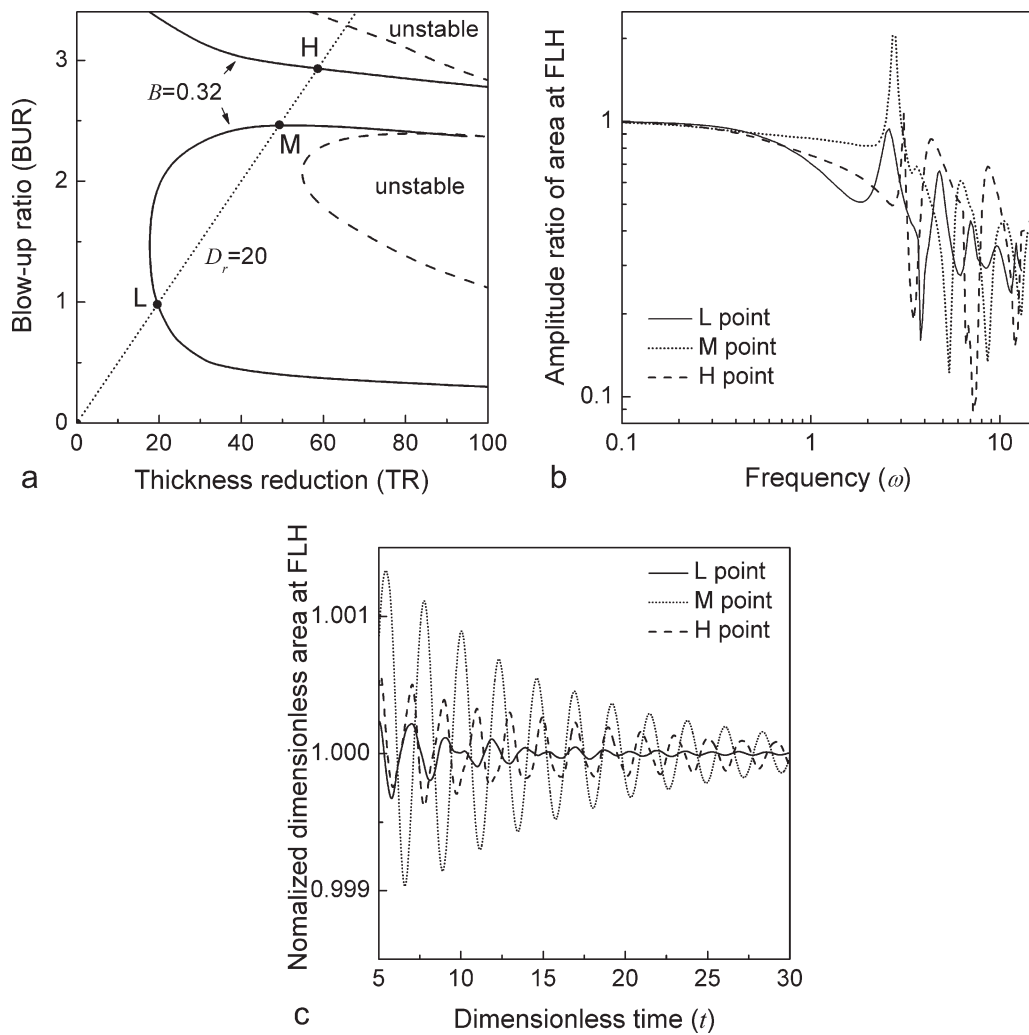 unstable
H
B=0.32
M
unstable
Dr=20
L
Blow-up ratio (BUR)
3
2
1
0
0 20 40 60 80 100
Thickness reduction (TR)
a
Amplitude ratio of area at FLH
1
0.1
L point
M point
H point
0.1 1 10
Frequency (ω)
b
Nomalized dimensionless area at FLH
1.001
1.000
0.999
L point
M point
H point
5 10 15 20 25 30
Dimensionless time (t)
c